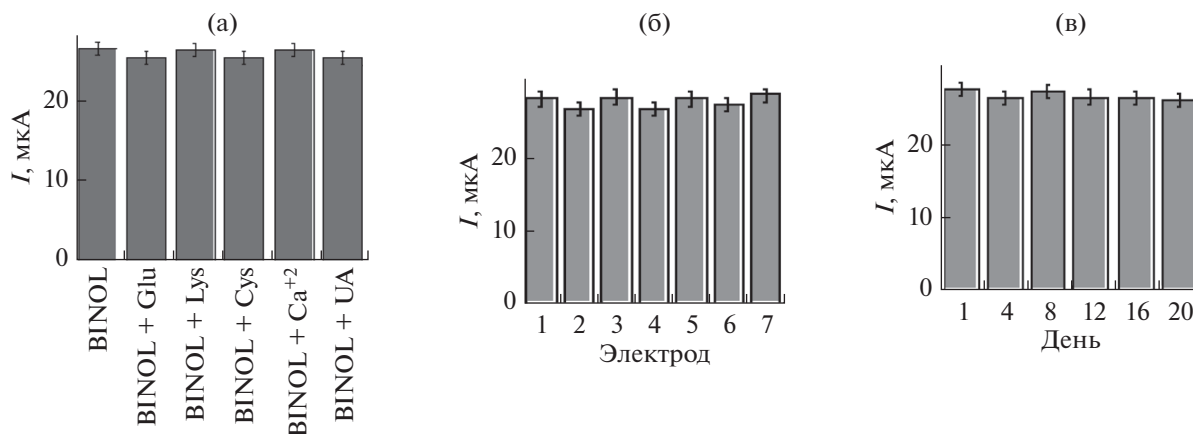 (а)
I, мкА
20
10
0
BINOL
BINOL + Glu
BINOL + Lys
BINOL + Cys
BINOL + Ca⁺²
BINOL + UA
(б)
I, мкА
20
10
0
1 2 3 4 5 6 7
Электрод
(в)
I, мкА
20
10
0
1 4 8 12 16 20
День